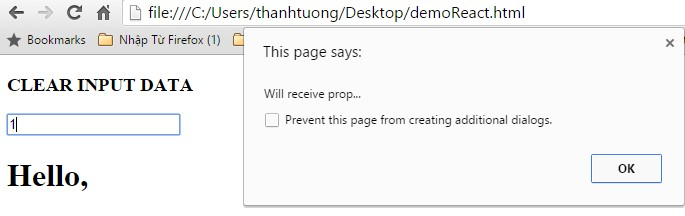 file:///C:/Users/thanhtuong/Desktop/demoReact.html
Bookmarks
Nhập Từ Firefox (1)
This page says:
Will receive prop...
Prevent this page from creating additional dialogs.
OK
CLEAR INPUT DATA
1
Hello,